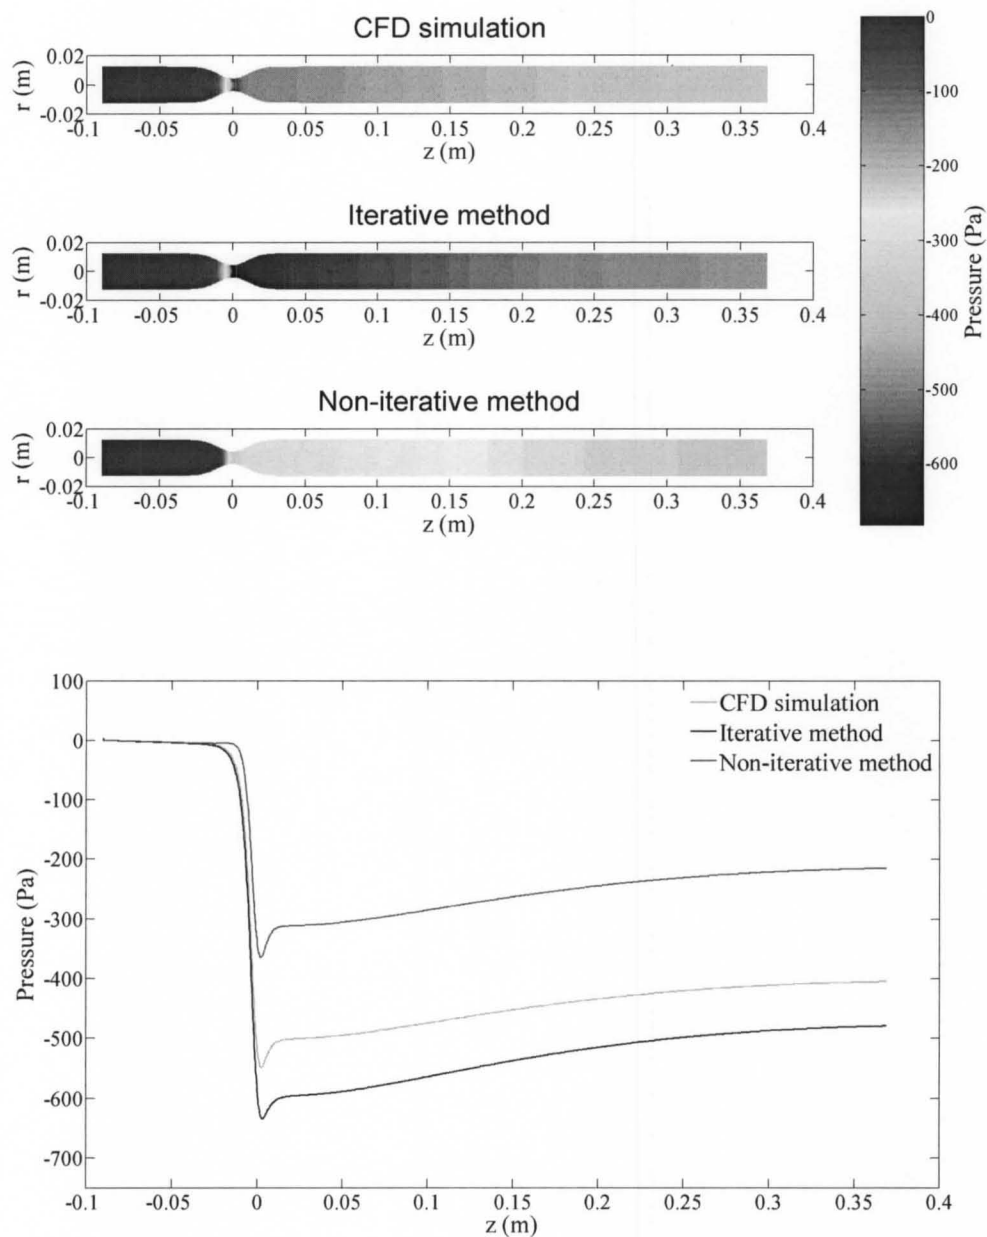 CFD simulation
r (m)
0.02
0
-0.02
-0.1 -0.05 0 0.05 0.1 0.15 0.2 0.25 0.3 0.35 0.4
z (m)
Iterative method
r (m)
0.02
0
-0.02
-0.1 -0.05 0 0.05 0.1 0.15 0.2 0.25 0.3 0.35 0.4
z (m)
Non-iterative method
r (m)
0.02
0
-0.02
-0.1 -0.05 0 0.05 0.1 0.15 0.2 0.25 0.3 0.35 0.4
z (m)
0
-100
-200
-300
-400
-500
-600
Pressure (Pa)
100
0
-100
-200
-300
-400
-500
-600
-700
Pressure (Pa)
CFD simulation
Iterative method
Non-iterative method
-0.1 -0.05 0 0.05 0.1 0.15 0.2 0.25 0.3 0.35 0.4
z (m)